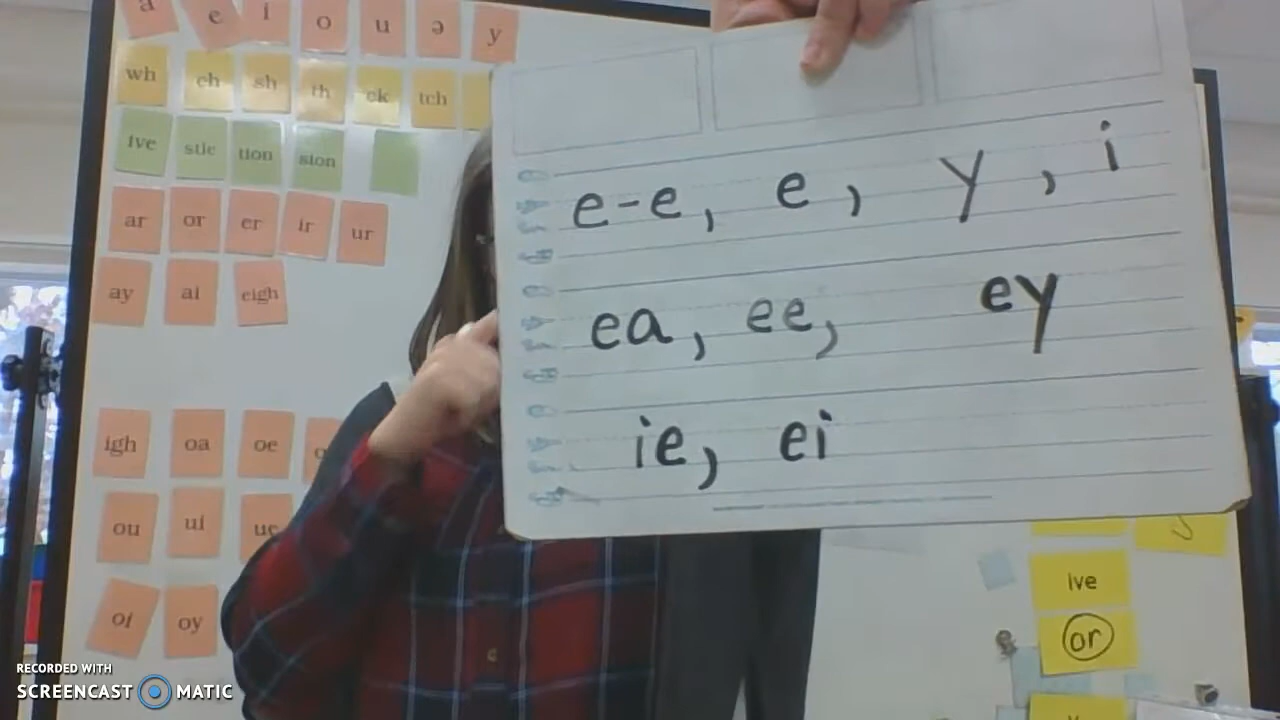 a e i o u ə y
wh ch sh th ck tch
ive stle tion sion
ar or er ir ur
ay ai eigh
igh oa oe
ou ui ue
oi oy
e-e, e, y, i
ea, ee, ey
ie, ei
ive
or
RECORDED WITH
SCREENCAST MATIC